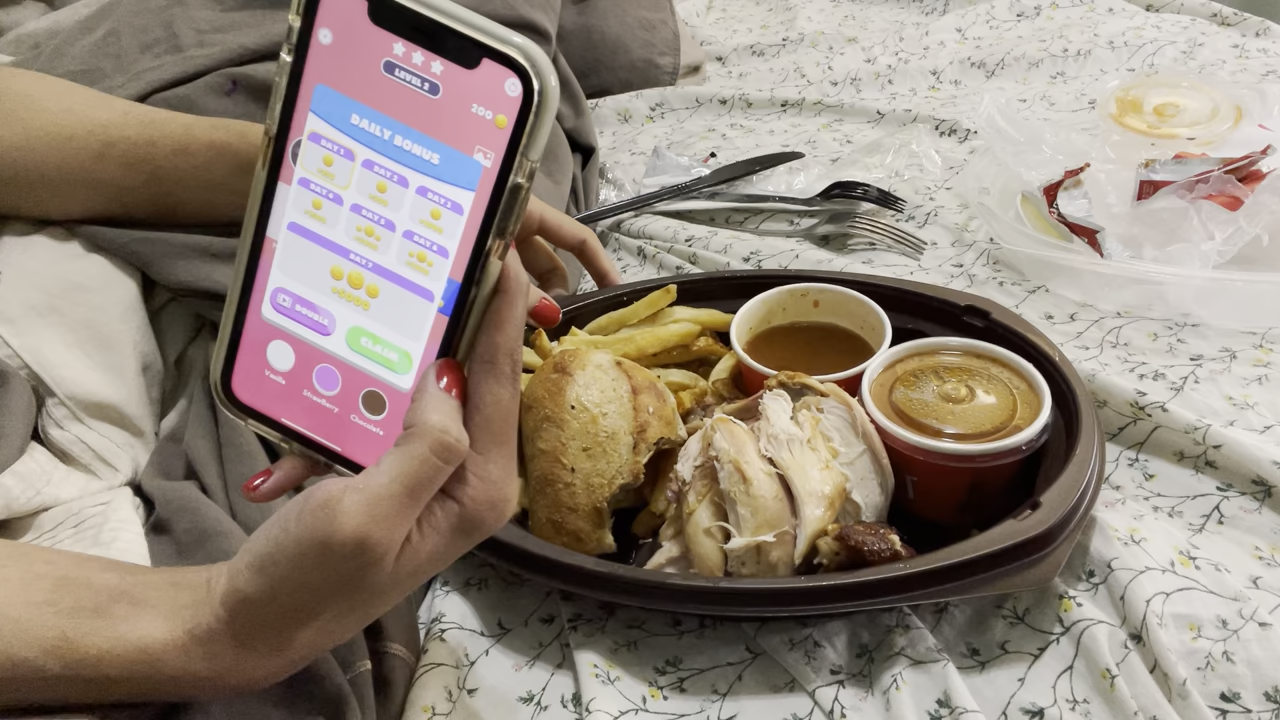 LEVEL 2
200
DAILY BONUS
DAY 1
DAY 2
DAY 3
DAY 4
DAY 5
DAY 6
DAY 7
DOUBLE
CLAIM
Vanilla
Strawberry
Chocolate